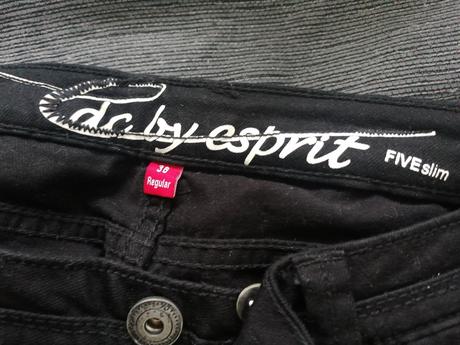 edc by esprit
FIVEslim
38
Regular